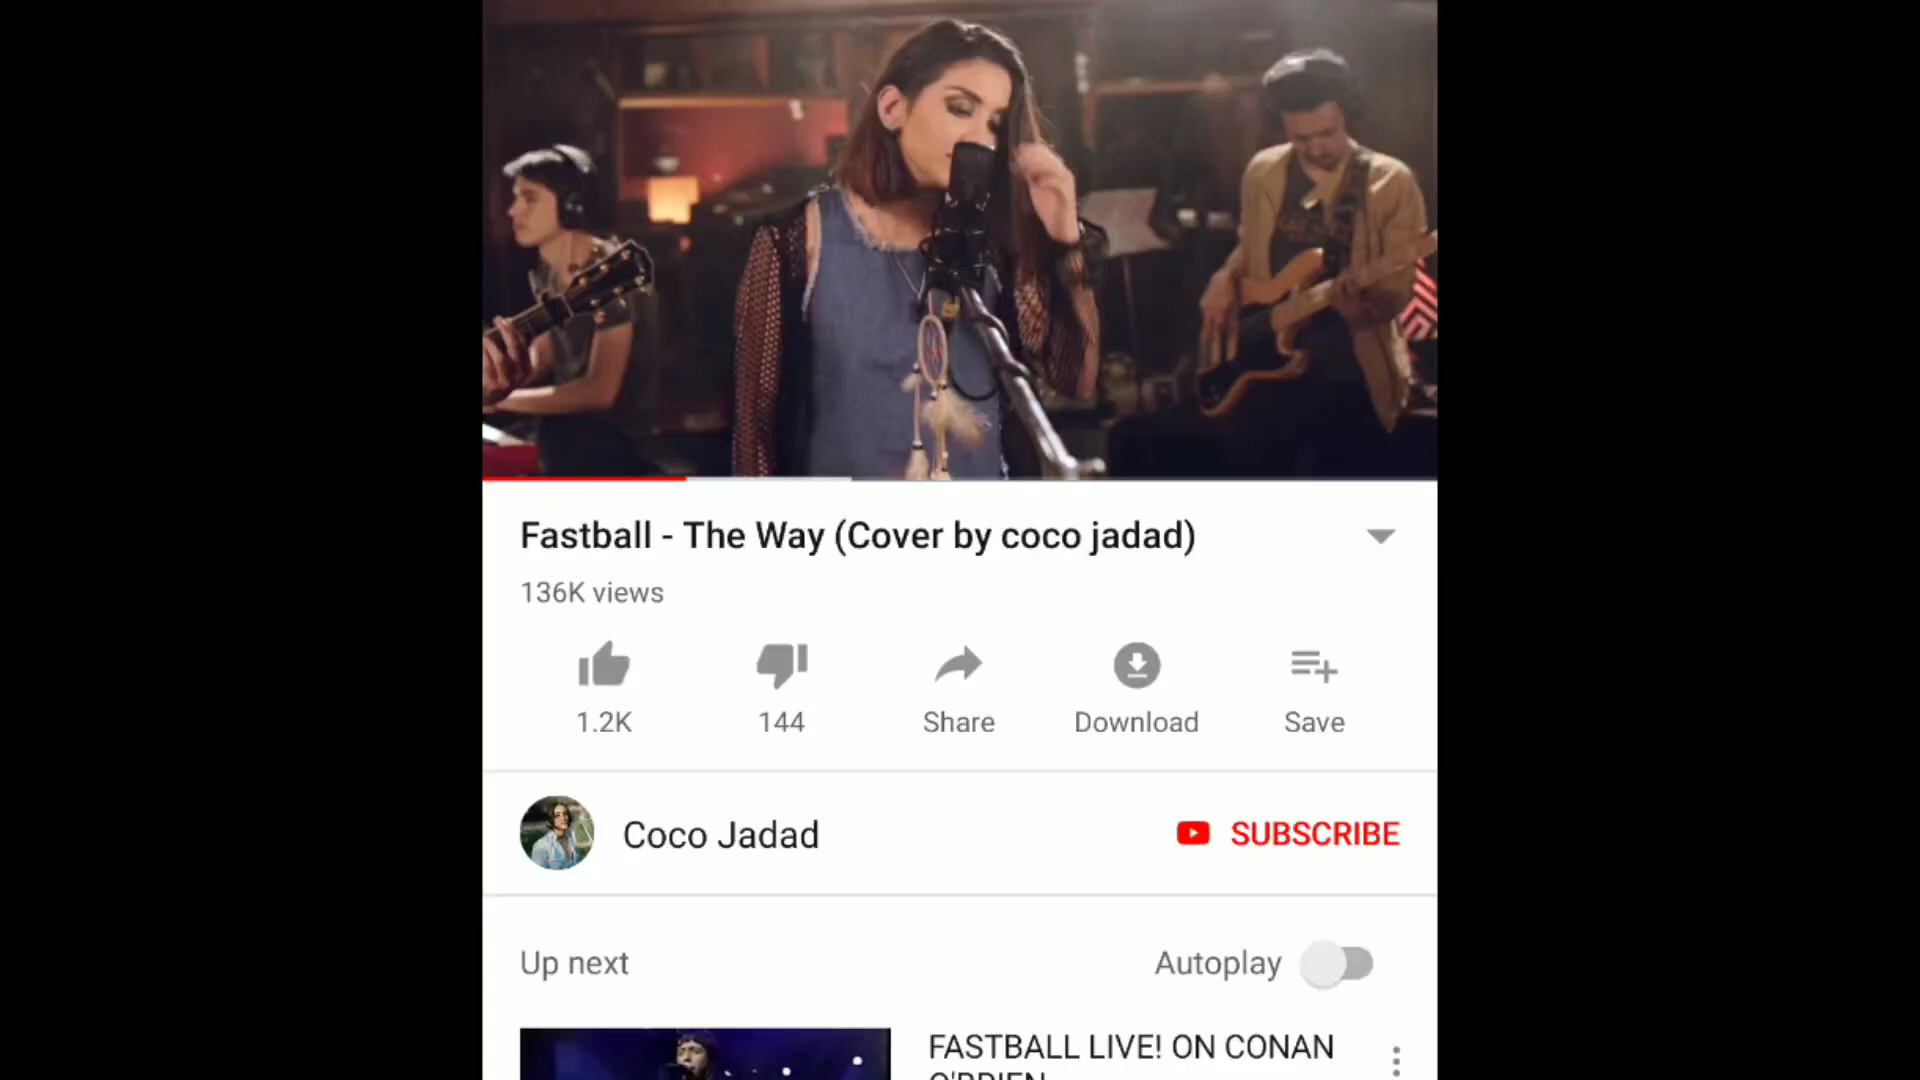 Fastball - The Way (Cover by coco jadad)
136K views
1.2K
144
Share
Download
Save
Coco Jadad
SUBSCRIBE
Up next
Autoplay
FASTBALL LIVE! ON CONAN
O'BRIEN